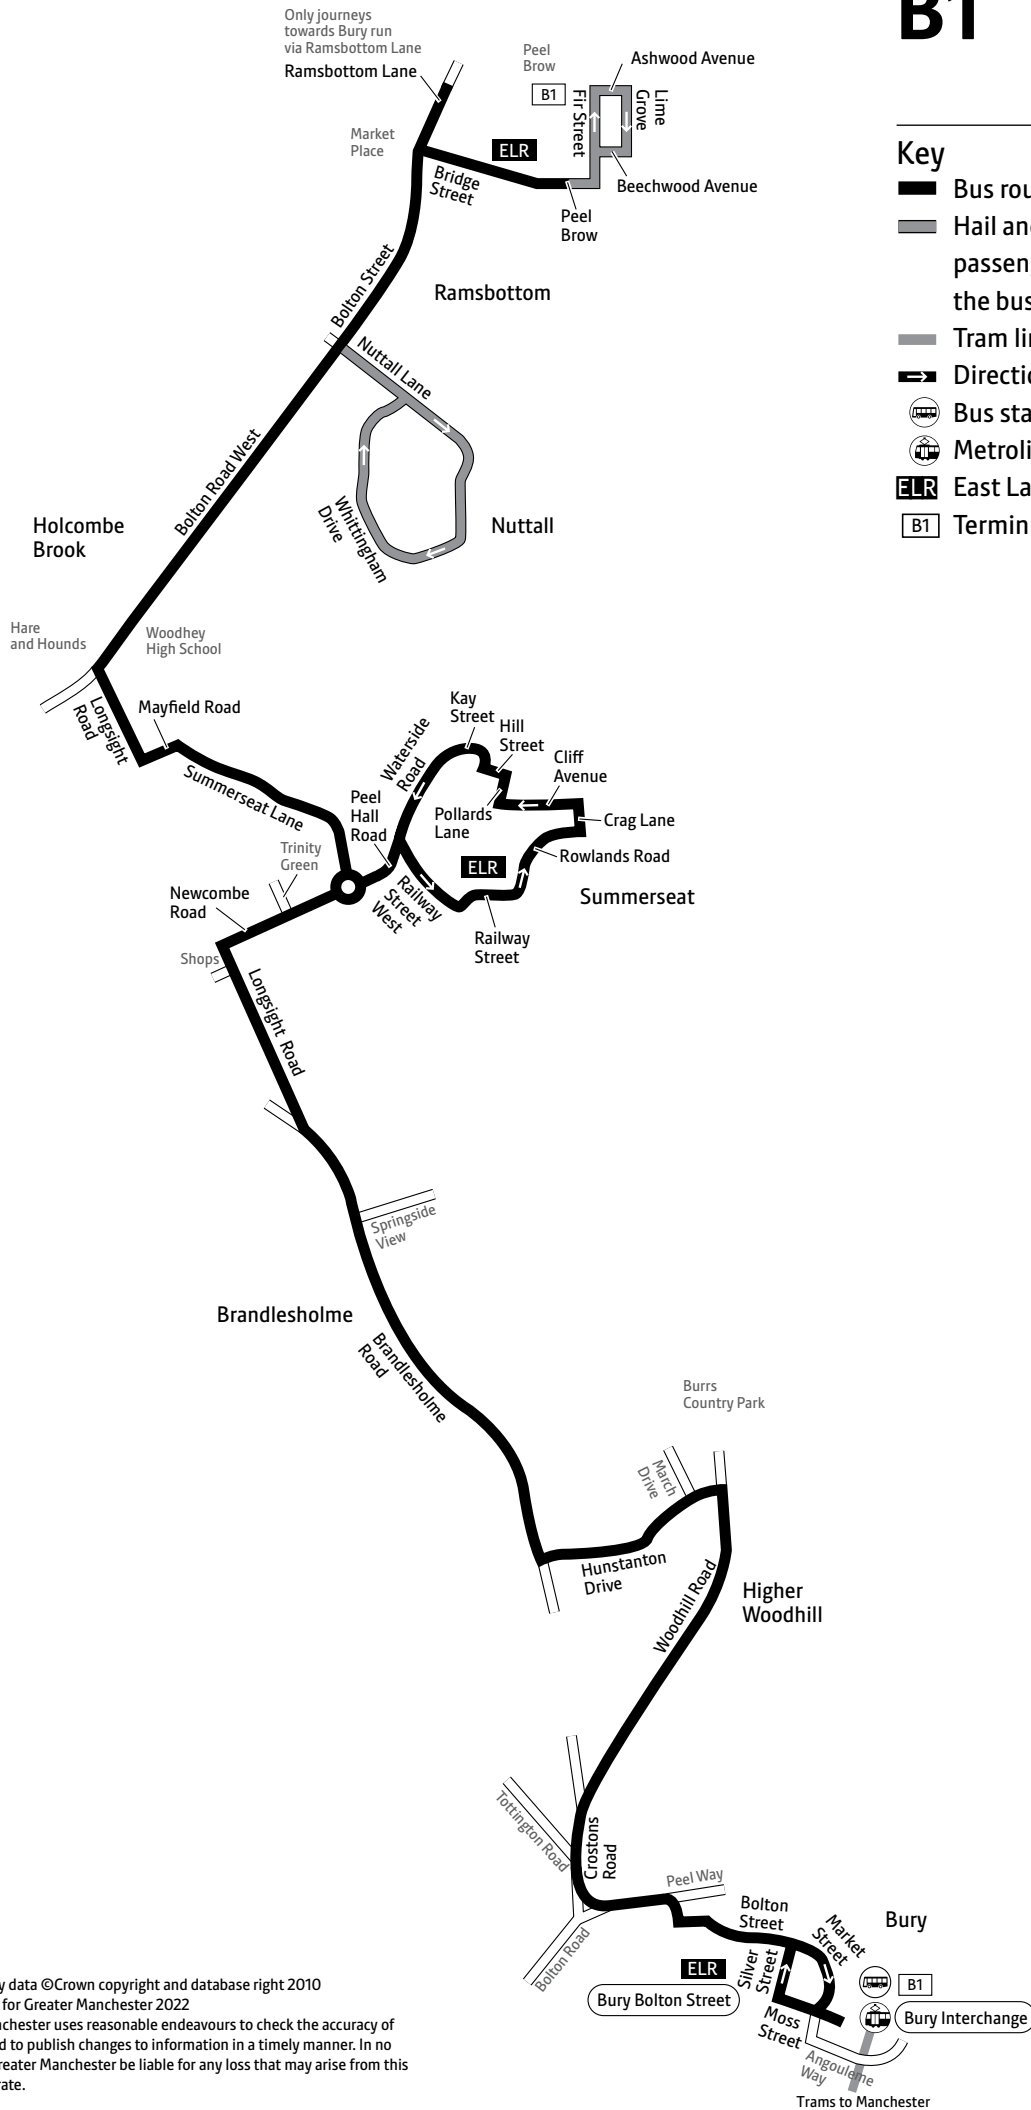 Only journeys
towards Bury run
via Ramsbottom Lane
Ramsbottom Lane
Peel
Brow
Ashwood Avenue
B1
Fir Street
Lime
Grove
Market
Place
ELR
Bridge
Street
Beechwood Avenue
Peel
Brow
Bolton Street
Ramsbottom
Nuttall Lane
Bolton Road West
Whittingham
Drive
Nuttall
Holcombe
Brook
Hare
and Hounds
Woodhey
High School
Longsight
Road
Mayfield Road
Summerseat Lane
Kay
Street
Hill
Street
Waterside
Road
Cliff
Avenue
Peel
Hall
Road
Pollards
Lane
Crag Lane
Trinity
Green
ELR
Rowlands Road
Newcombe
Road
Railway
Street
West
Summerseat
Railway
Street
Shops
Longsight Road
Springside
View
Brandlesholme
Brandlesholme
Road
Burrs
Country Park
March
Drive
Hunstanton
Drive
Woodhill Road
Higher
Woodhill
Tottington Road
Crostons
Road
Peel Way
Bolton Road
Bolton
Street
Market
Street
Bury
Silver
Street
ELR
Bury Bolton Street
B1
Moss
Street
Bury Interchange
Angouleme
Way
Trams to Manchester
B1
Key
Bus rou
Hail an
passen
the bus
Tram li
Directi
Bus sta
Metroli
ELR East La
B1 Termin
y data ©Crown copyright and database right 2010
for Greater Manchester 2022
nchester uses reasonable endeavours to check the accuracy of
d to publish changes to information in a timely manner. In no
reater Manchester be liable for any loss that may arise from this
rate.